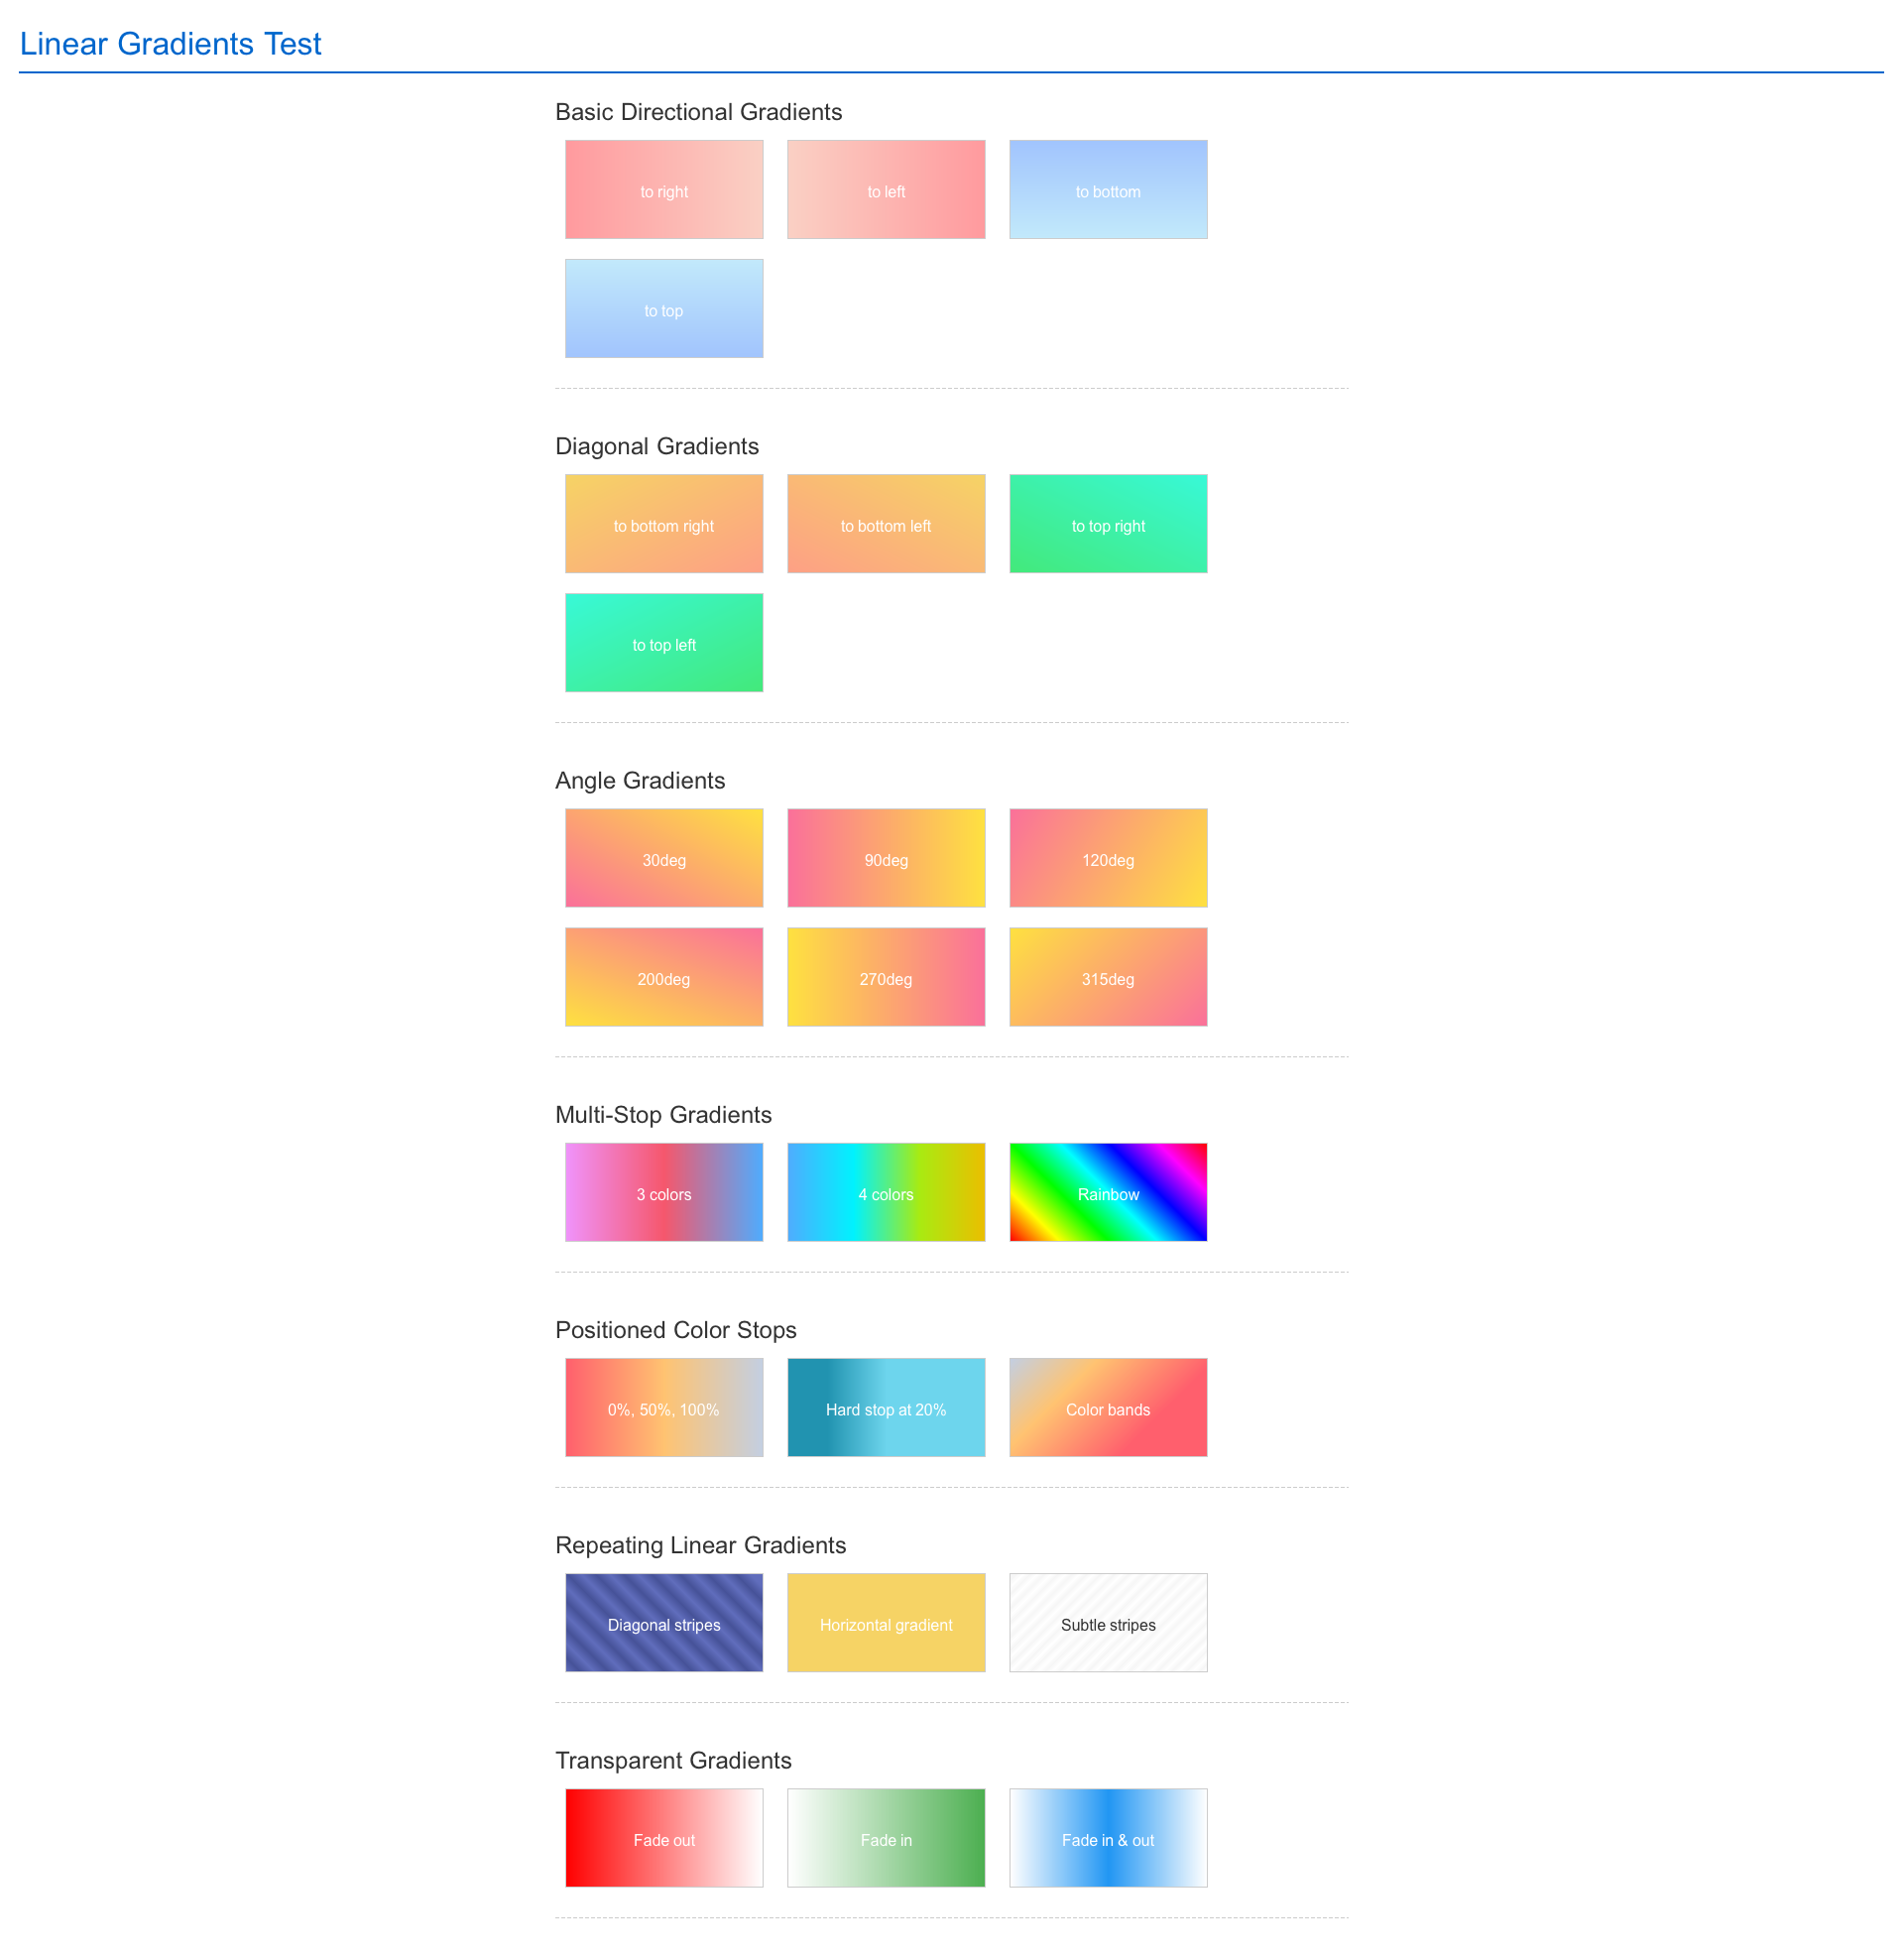 Linear Gradients Test
Basic Directional Gradients
to right
to left
to bottom
to top
Diagonal Gradients
to bottom right
to bottom left
to top right
to top left
Angle Gradients
30deg
90deg
120deg
200deg
270deg
315deg
Multi-Stop Gradients
3 colors
4 colors
Rainbow
Positioned Color Stops
0%, 50%, 100%
Hard stop at 20%
Color bands
Repeating Linear Gradients
Diagonal stripes
Horizontal gradient
Subtle stripes
Transparent Gradients
Fade out
Fade in
Fade in & out